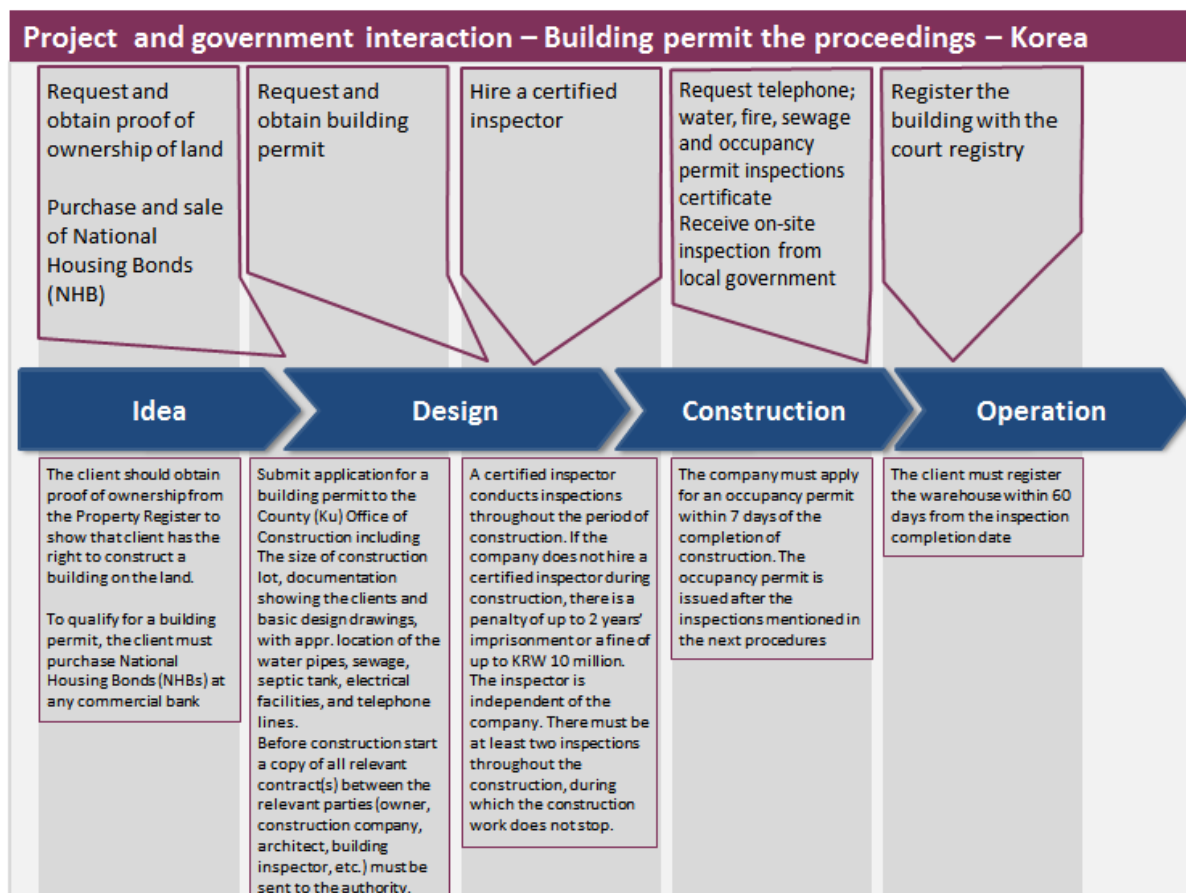 Project and government interaction – Building permit the proceedings – Korea
Request and
obtain proof of
ownership of land
Purchase and sale
of National
Housing Bonds
(NHB)
Request and
obtain building
permit
Hire a certified
inspector
Request telephone;
water, fire, sewage
and occupancy
permit inspections
certificate
Receive on-site
inspection from
local government
Register the
building with the
court registry
Idea
Design
Construction
Operation
The client should obtain
proof of ownership from
the Property Register to
show that client has the
right to construct a
building on the land.
To qualify for a building
permit, the client must
purchase National
Housing Bonds (NHBs) at
any commercial bank
Submit application for a
building permit to the
County (Ku) Office of
Construction including
The size of construction
lot, documentation
showing the clients and
basic design drawings,
with appr. location of the
water pipes, sewage,
septic tank, electrical
facilities, and telephone
lines.
Before construction start
a copy of all relevant
contract(s) between the
relevant parties (owner,
construction company,
architect, building
inspector, etc.) must be
sent to the authority.
A certified inspector
conducts inspections
throughout the period of
construction. If the
company does not hire a
certified inspector during
construction, there is a
penalty of up to 2 years’
imprisonment or a fine of
up to KRW 10 million.
The inspector is
independent of the
company. There must be
at least two inspections
throughout the
construction, during
which the construction
work does not stop.
The company must apply
for an occupancy permit
within 7 days of the
completion of
construction. The
occupancy permit is
issued after the
inspections mentioned in
the next procedures
The client must register
the warehouse within 60
days from the inspection
completion date